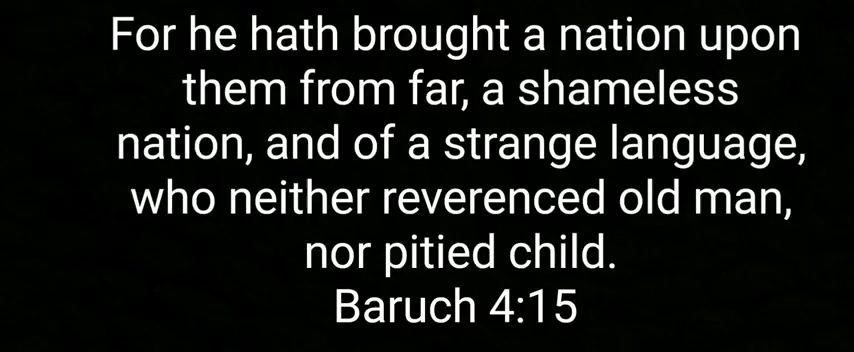 For he hath brought a nation upon
them from far, a shameless
nation, and of a strange language,
who neither reverenced old man,
nor pitied child.
Baruch 4:15